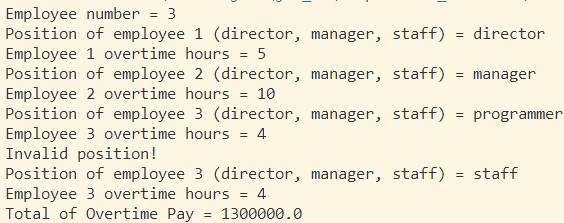 Employee number = 3
Position of employee 1 (director, manager, staff) = director
Employee 1 overtime hours = 5
Position of employee 2 (director, manager, staff) = manager
Employee 2 overtime hours = 10
Position of employee 3 (director, manager, staff) = programmer
Employee 3 overtime hours = 4
Invalid position!
Position of employee 3 (director, manager, staff) = staff
Employee 3 overtime hours = 4
Total of Overtime Pay = 1300000.0